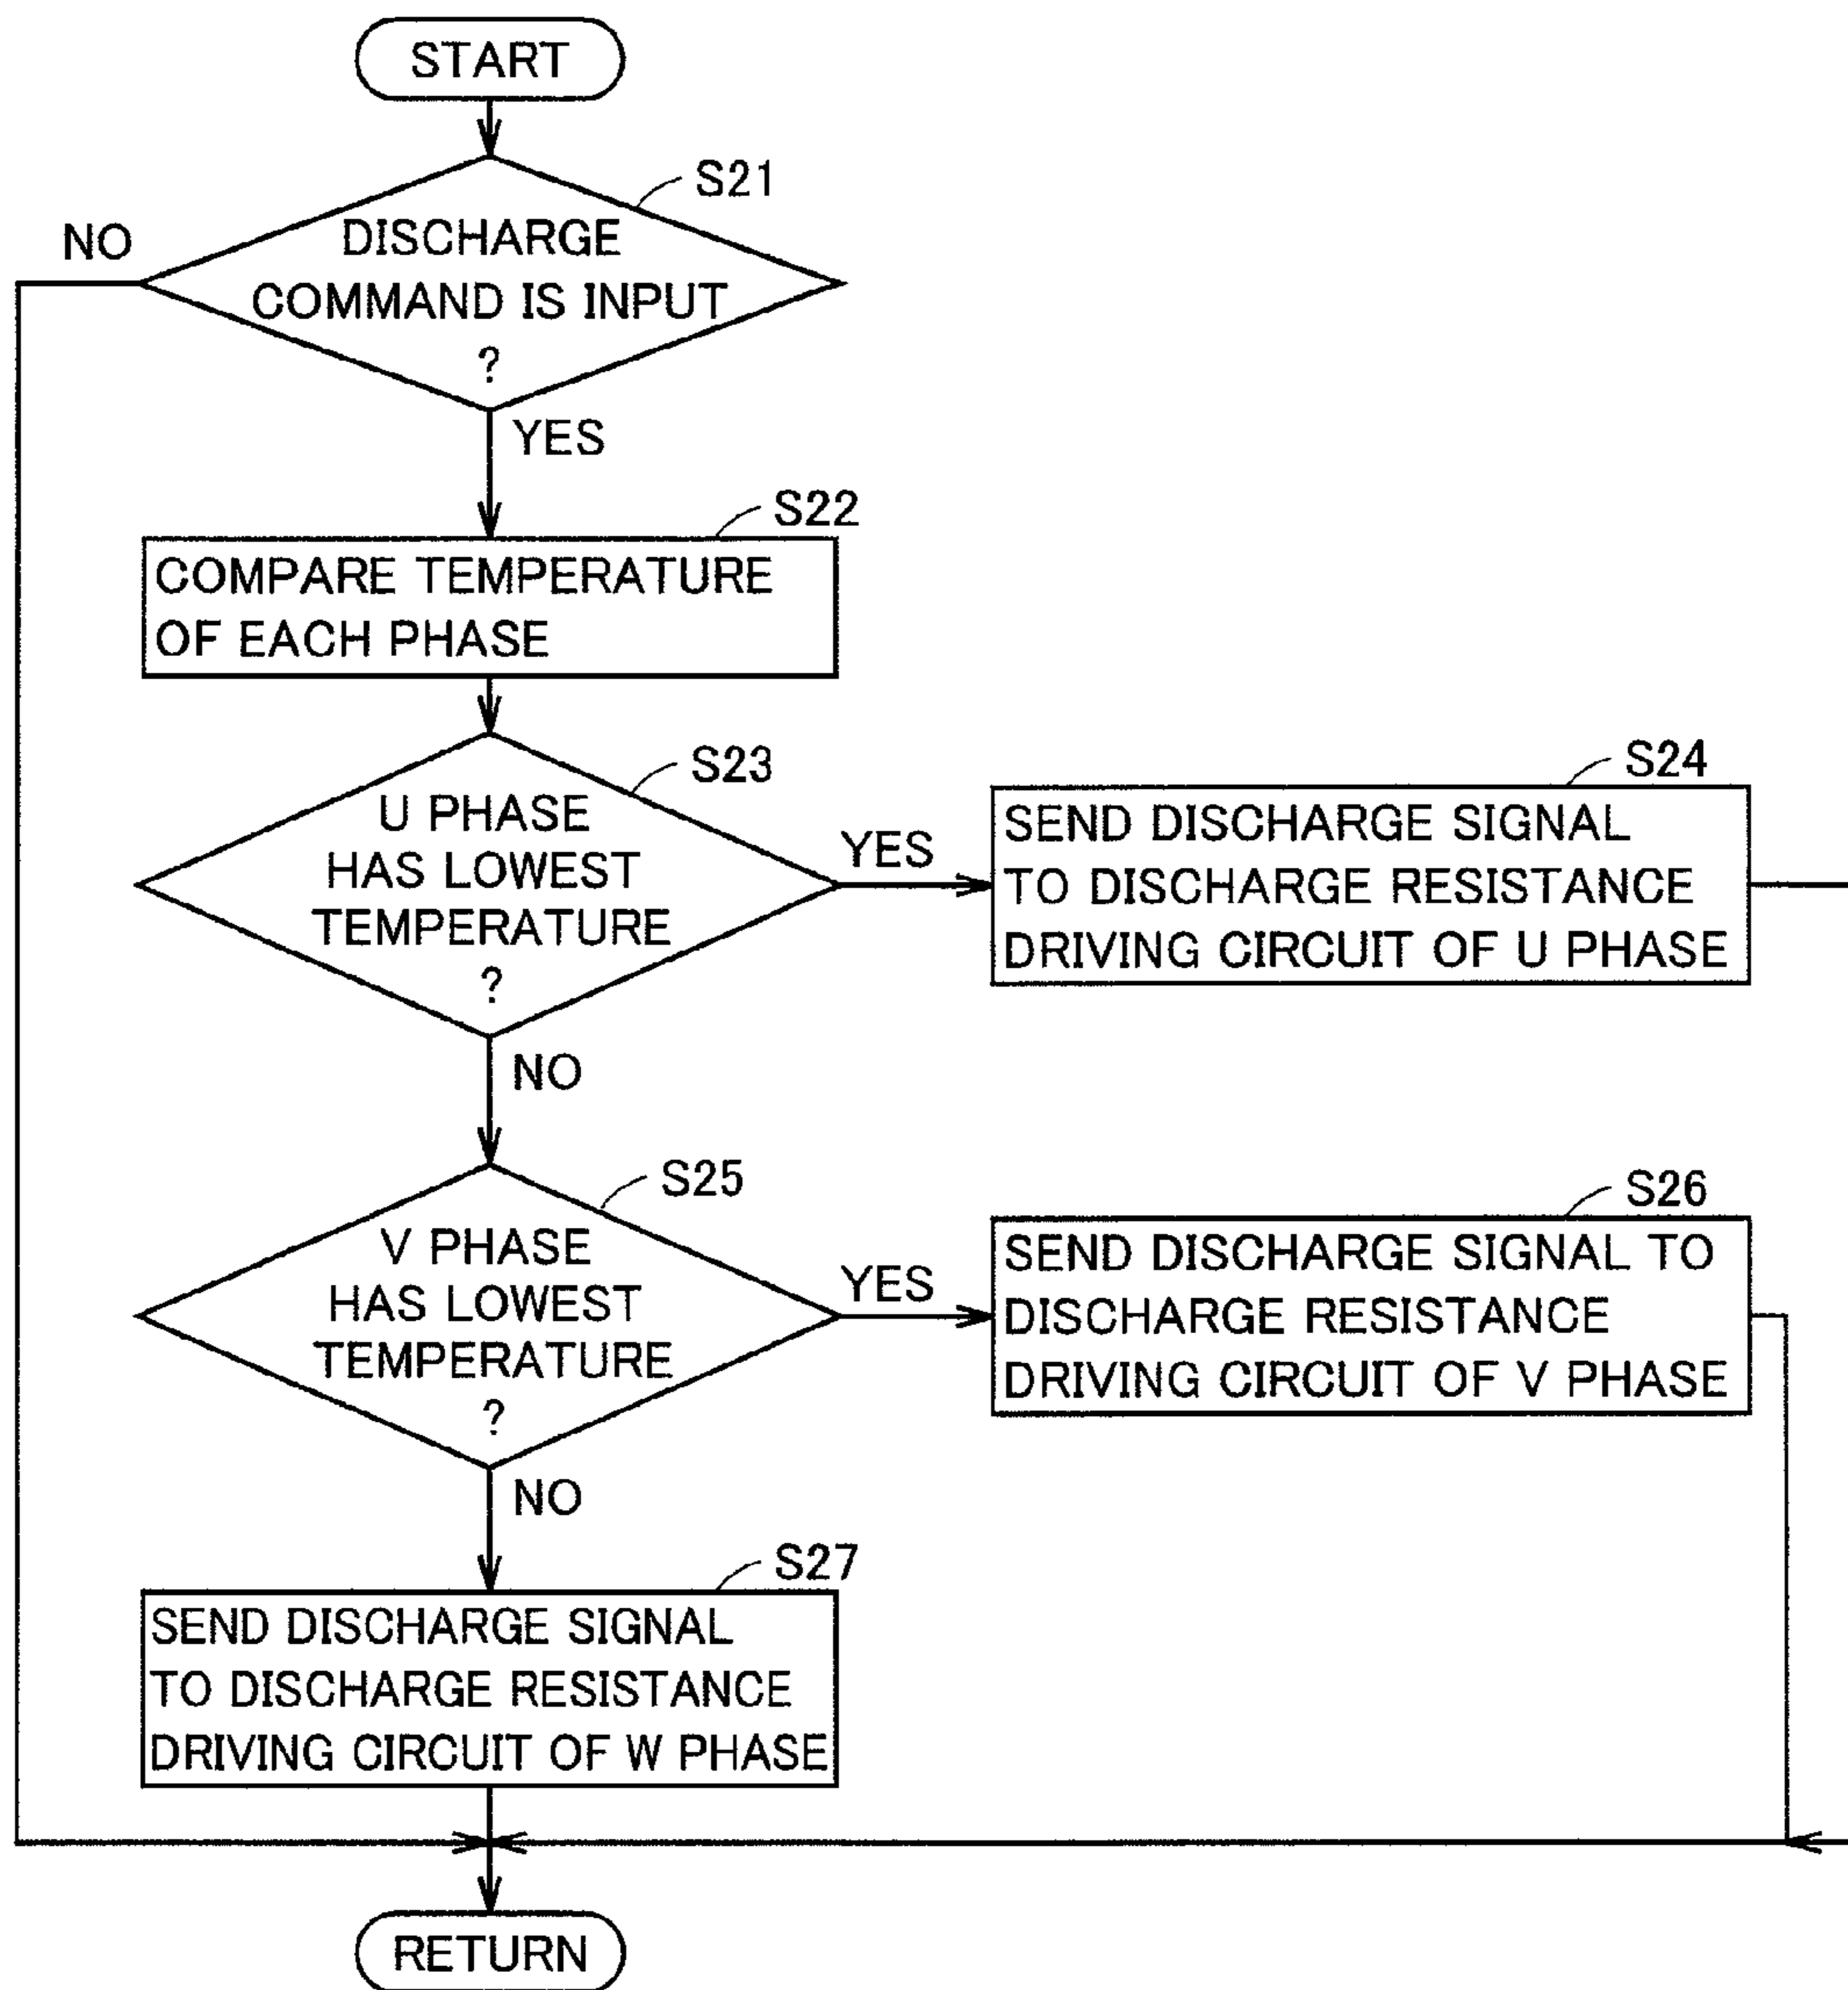 START
S21
NO
DISCHARGE
COMMAND IS INPUT
?
YES
S22
COMPARE TEMPERATURE
OF EACH PHASE
S23
U PHASE
HAS LOWEST
TEMPERATURE
?
YES
S24
SEND DISCHARGE SIGNAL
TO DISCHARGE RESISTANCE
DRIVING CIRCUIT OF U PHASE
NO
S25
V PHASE
HAS LOWEST
TEMPERATURE
?
YES
S26
SEND DISCHARGE SIGNAL TO
DISCHARGE RESISTANCE
DRIVING CIRCUIT OF V PHASE
NO
S27
SEND DISCHARGE SIGNAL
TO DISCHARGE RESISTANCE
DRIVING CIRCUIT OF W PHASE
RETURN